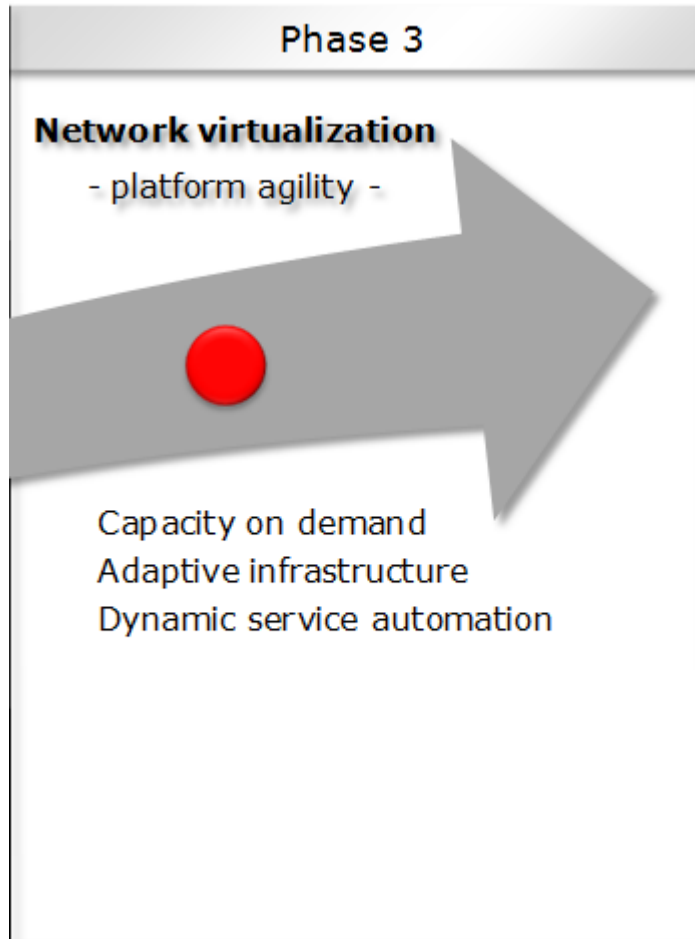 Phase 3
Network virtualization
- platform agility -
Capacity on demand
Adaptive infrastructure
Dynamic service automation